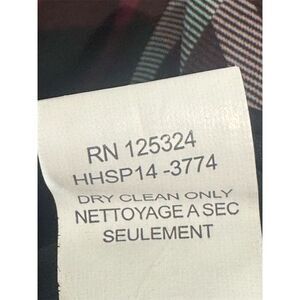 RN 125324
HHSP14 -3774
DRY CLEAN ONLY
NETTOYAGE A SEC
SEULEMENT